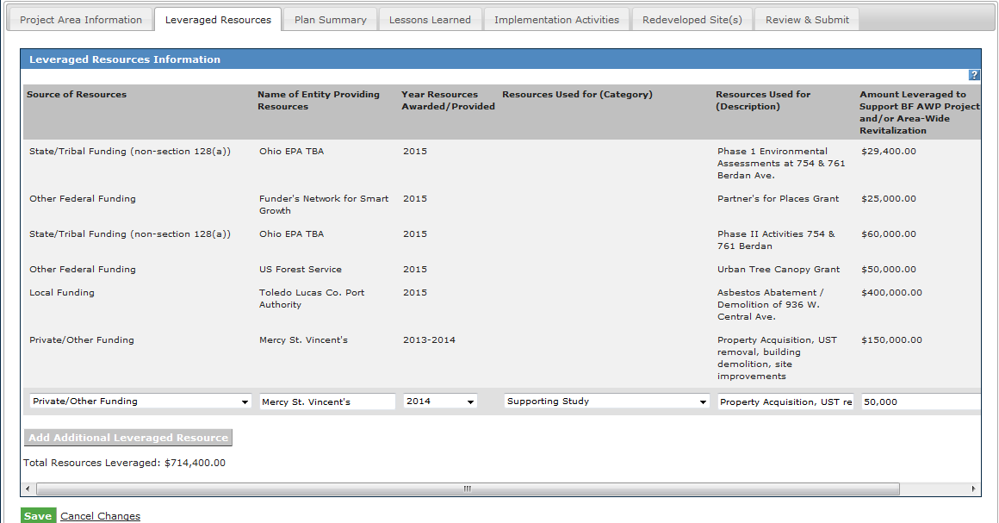 Project Area Information Leveraged Resources Plan Summary Lessons Learned Implementation Activities Redeveloped Site(s) Review & Submit
Leveraged Resources Information
?
Source of Resources
Name of Entity Providing
Resources
Year Resources
Awarded/Provided
Resources Used for (Category)
Resources Used for
(Description)
Amount Leveraged to
Support BF AWP Project
and/or Area-Wide
Revitalization
State/Tribal Funding (non-section 128(a))
Ohio EPA TBA
2015
Phase 1 Environmental
Assessments at 754 & 761
Berdan Ave.
$29,400.00
Other Federal Funding
Funder's Network for Smart
Growth
2015
Partner's for Places Grant
$25,000.00
State/Tribal Funding (non-section 128(a))
Ohio EPA TBA
2015
Phase II Activities 754 &
761 Berdan
$60,000.00
Other Federal Funding
US Forest Service
2015
Urban Tree Canopy Grant
$50,000.00
Local Funding
Toledo Lucas Co. Port
Authority
2015
Asbestos Abatement /
Demolition of 936 W.
Central Ave.
$400,000.00
Private/Other Funding
Mercy St. Vincent's
2013-2014
Property Acquisition, UST
removal, building
demolition, site
improvements
$150,000.00
Private/Other Funding
Mercy St. Vincent's
2014
Supporting Study
Property Acquisition, UST re
50,000
Add Additional Leveraged Resource
Total Resources Leveraged: $714,400.00
Save Cancel Changes